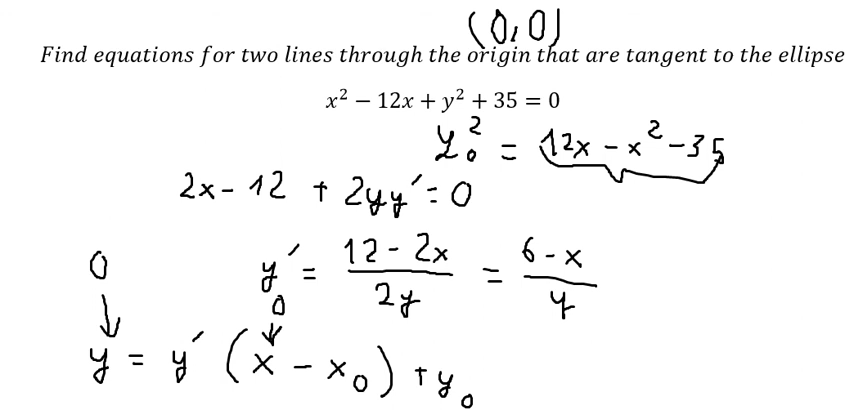 (0,0)
Find equations for two lines through the origin that are tangent to the ellipse
x² − 12x + y² + 35 = 0
y₀² = 12x − x² − 35
2x − 12 + 2yy′ = 0
y′ = (12 − 2x)/(2y) = (6 − x)/y
0 0
↓ ↓
y = y′ (x − x₀) + y₀